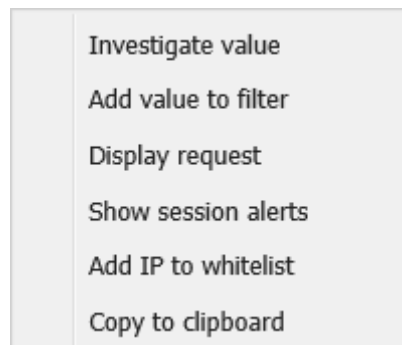 Investigate value
Add value to filter
Display request
Show session alerts
Add IP to whitelist
Copy to clipboard